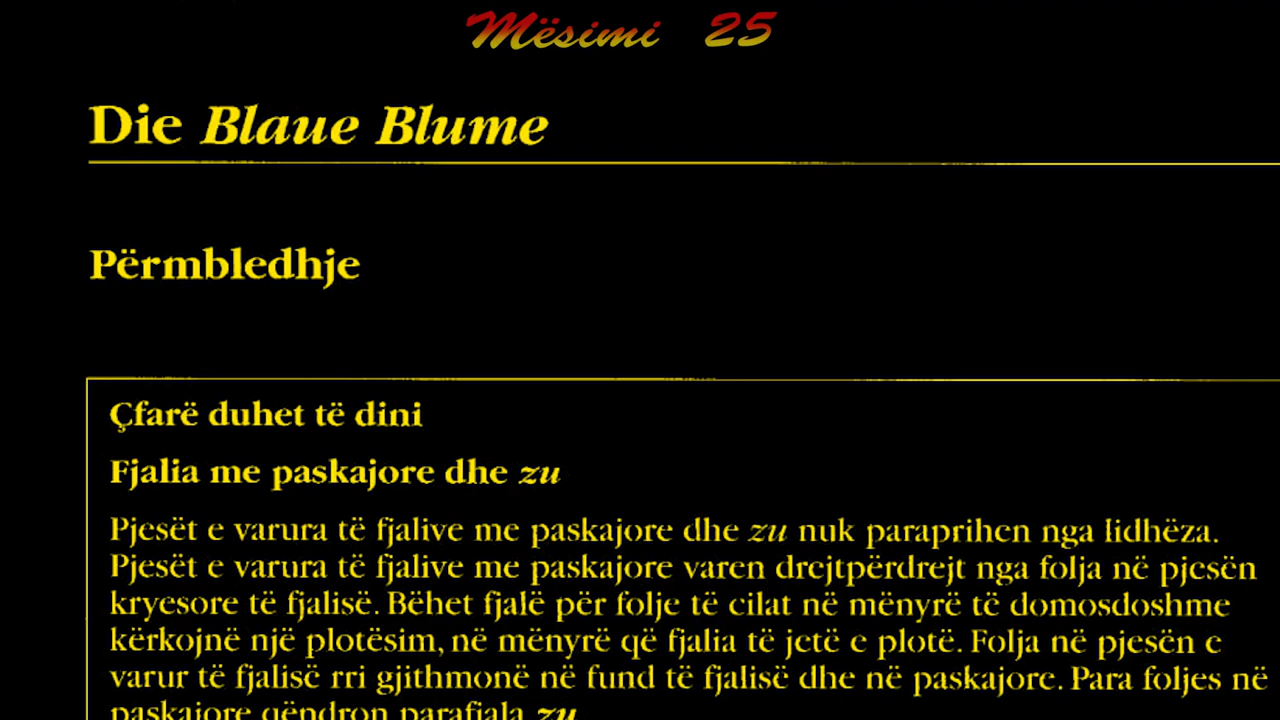 Mësimi 25
Die Blaue Blume
Përmbledhje
Çfarë duhet të dini
Fjalia me paskajore dhe zu
Pjesët e varura të fjalive me paskajore dhe zu nuk paraprihen nga lidhëza.
Pjesët e varura të fjalive me paskajore varen drejtpërdrejt nga folja në pjesën
kryesore të fjalisë. Bëhet fjalë për folje të cilat në mënyrë të domosdoshme
kërkojnë një plotësim, në mënyrë që fjalia të jetë e plotë. Folja në pjesën e
varur të fjalisë rri gjithmonë në fund të fjalisë dhe në paskajore. Para foljes në
paskajore qëndron parafjala zu